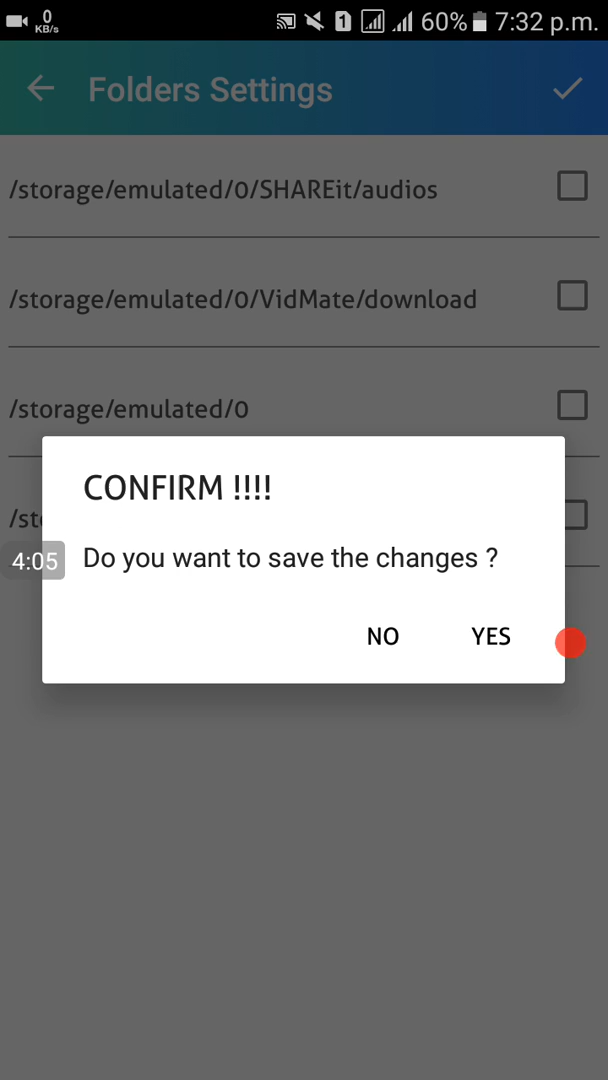 0
KB/s
1
60%
7:32 p.m.
Folders Settings
/storage/emulated/0/SHAREit/audios
/storage/emulated/0/VidMate/download
/storage/emulated/0
CONFIRM !!!!
4:05
Do you want to save the changes ?
NO
YES